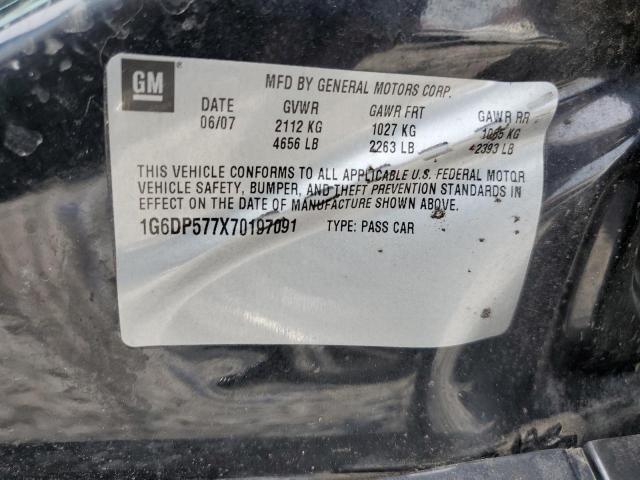 GM
MFD BY GENERAL MOTORS CORP.
DATE GVWR GAWR FRT GAWR RR
06/07 2112 KG 1027 KG 1085 KG
4656 LB 2263 LB 2393 LB
THIS VEHICLE CONFORMS TO ALL APPLICABLE U.S. FEDERAL MOTOR
VEHICLE SAFETY, BUMPER, AND THEFT PREVENTION STANDARDS IN
EFFECT ON THE DATE OF MANUFACTURE SHOWN ABOVE.
1G6DP577X70197091 TYPE: PASS CAR